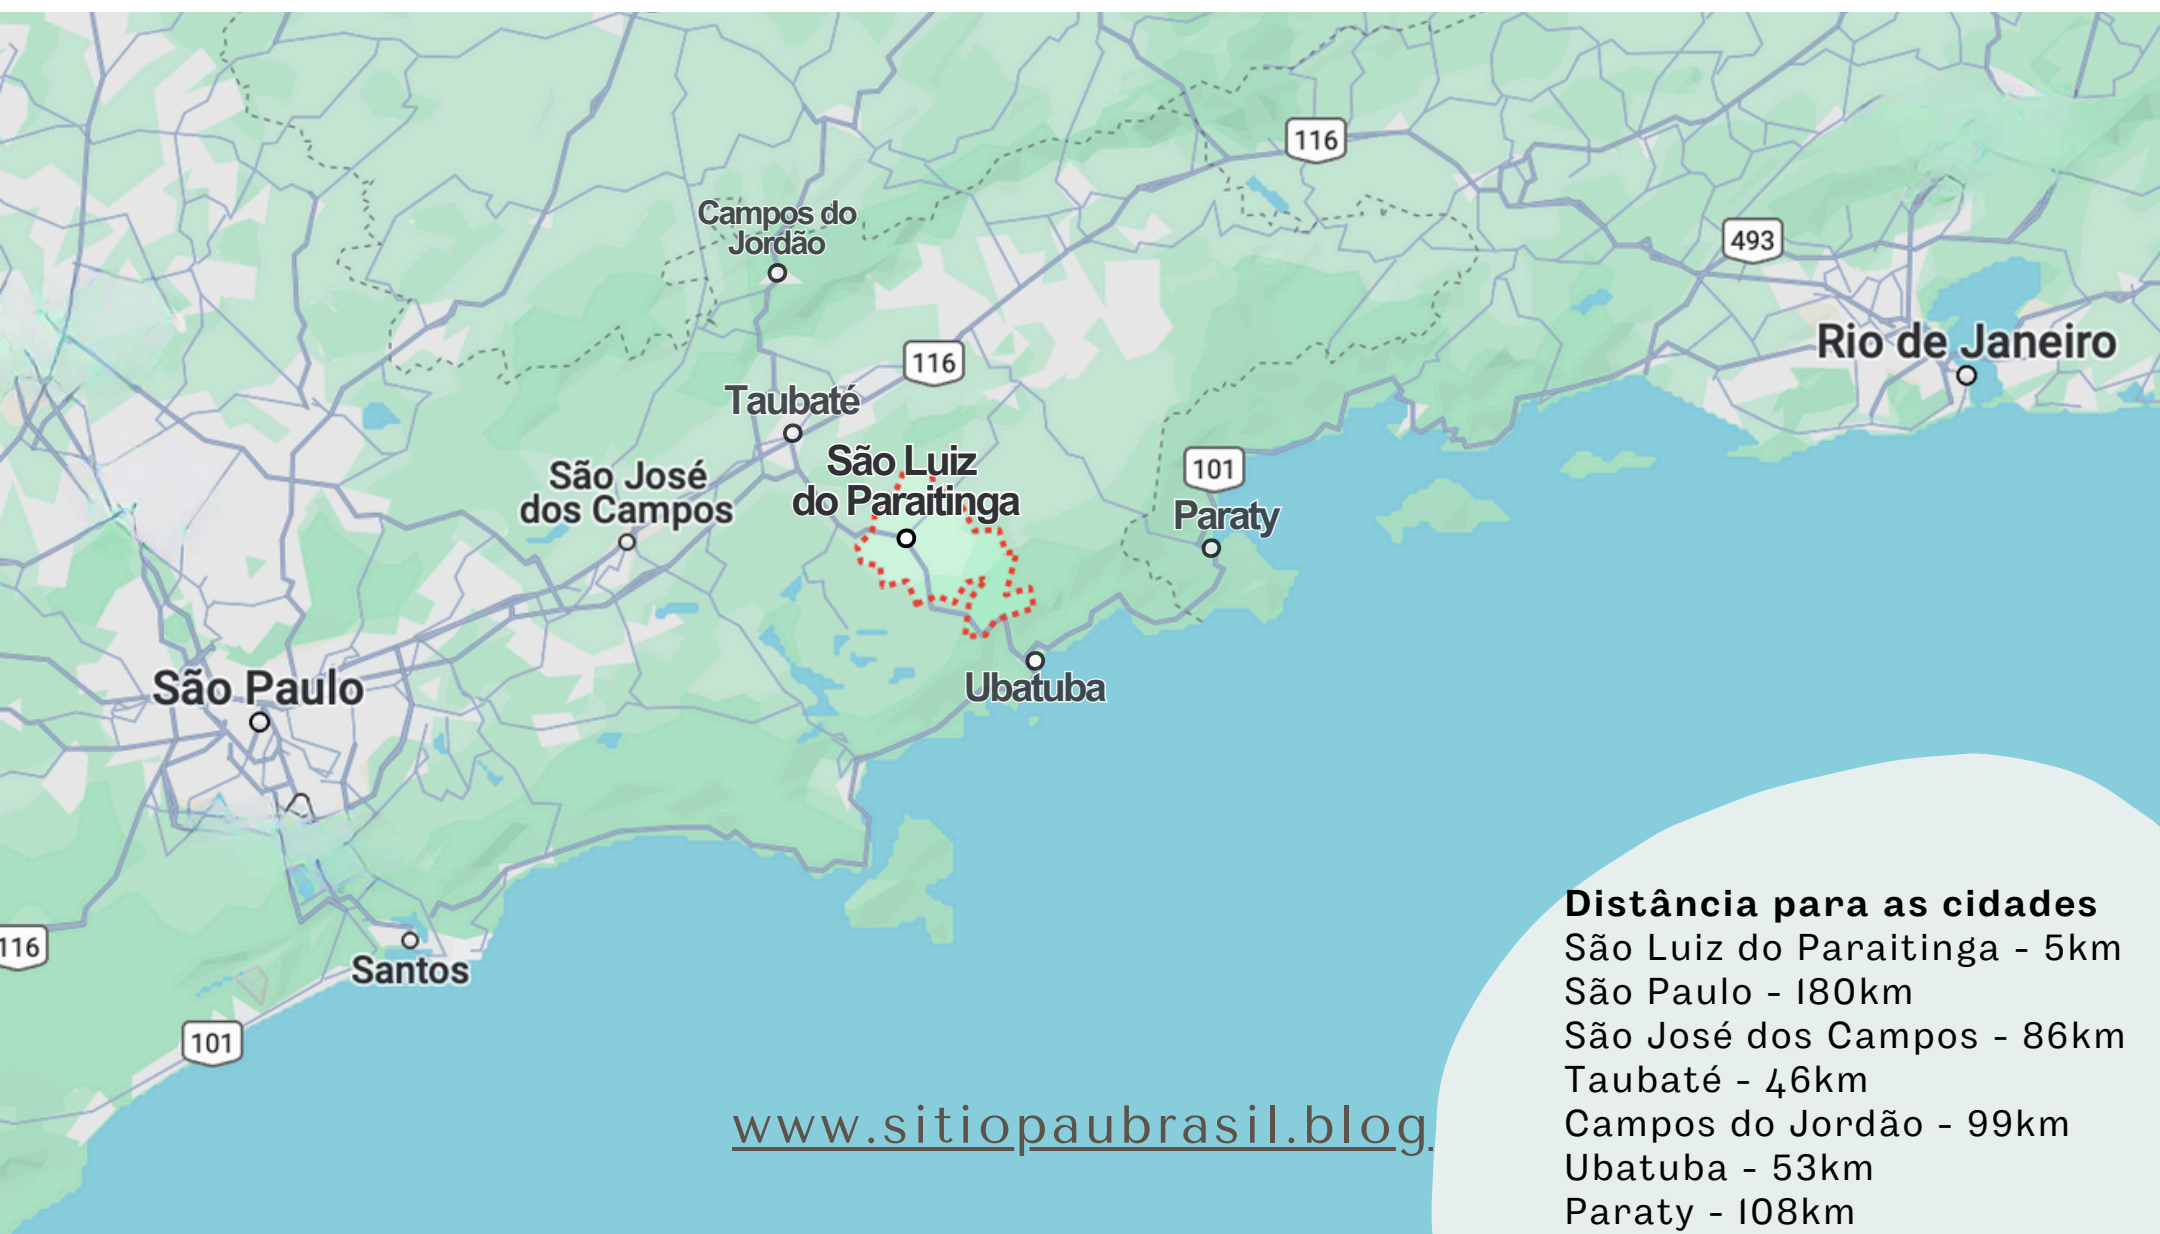 116
Campos do
Jordão
493
Rio de Janeiro
116
Taubaté
São Luiz
do Paraitinga
101
São José
dos Campos
Paraty
São Paulo
Ubatuba
116
Santos
101
www.sitiopaubrasil.blog
Distância para as cidades
São Luiz do Paraitinga - 5km
São Paulo - 180km
São José dos Campos - 86km
Taubaté - 46km
Campos do Jordão - 99km
Ubatuba - 53km
Paraty - 108km